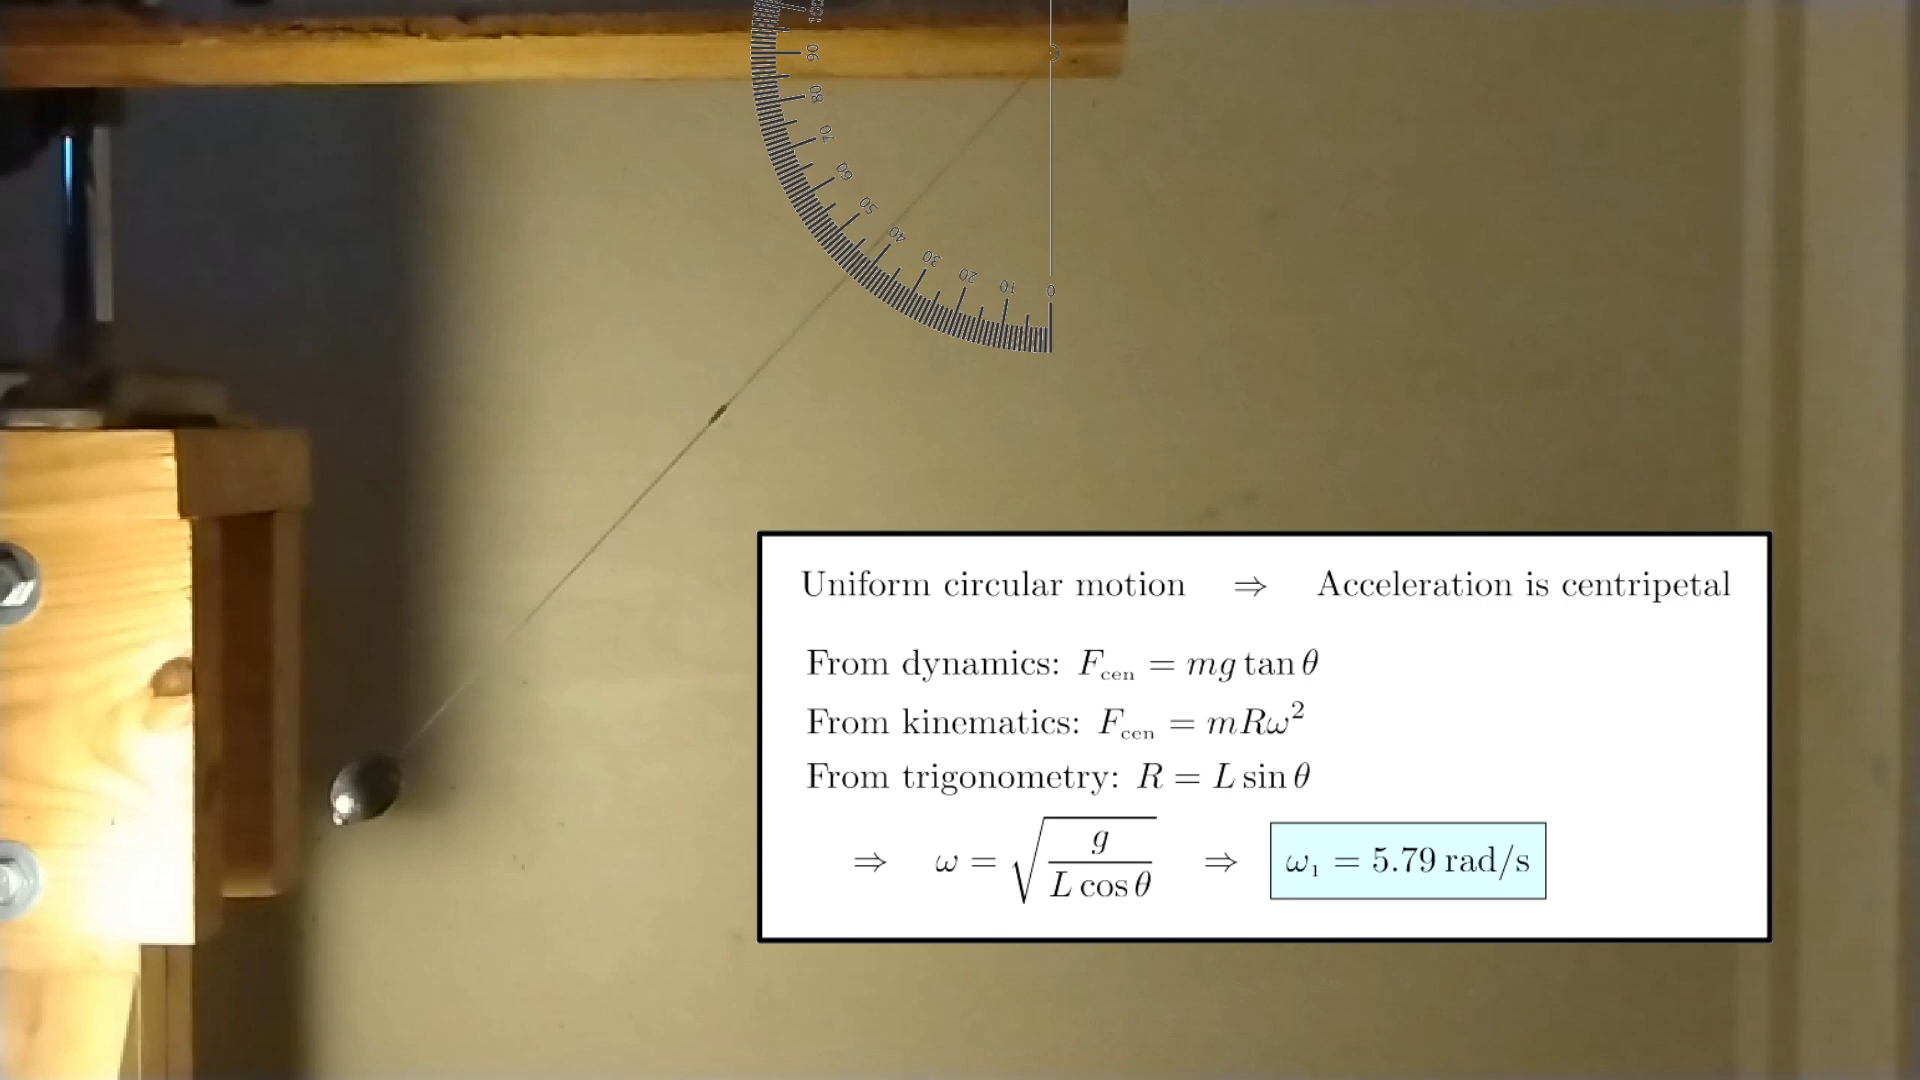 100
90
80
70
60
50
40
30
20
10
0
Uniform circular motion ⇒ Acceleration is centripetal
From dynamics: F_cen = mg tan θ
From kinematics: F_cen = mRω²
From trigonometry: R = L sin θ
⇒ ω = √(g / (L cos θ)) ⇒ ω₁ = 5.79 rad/s